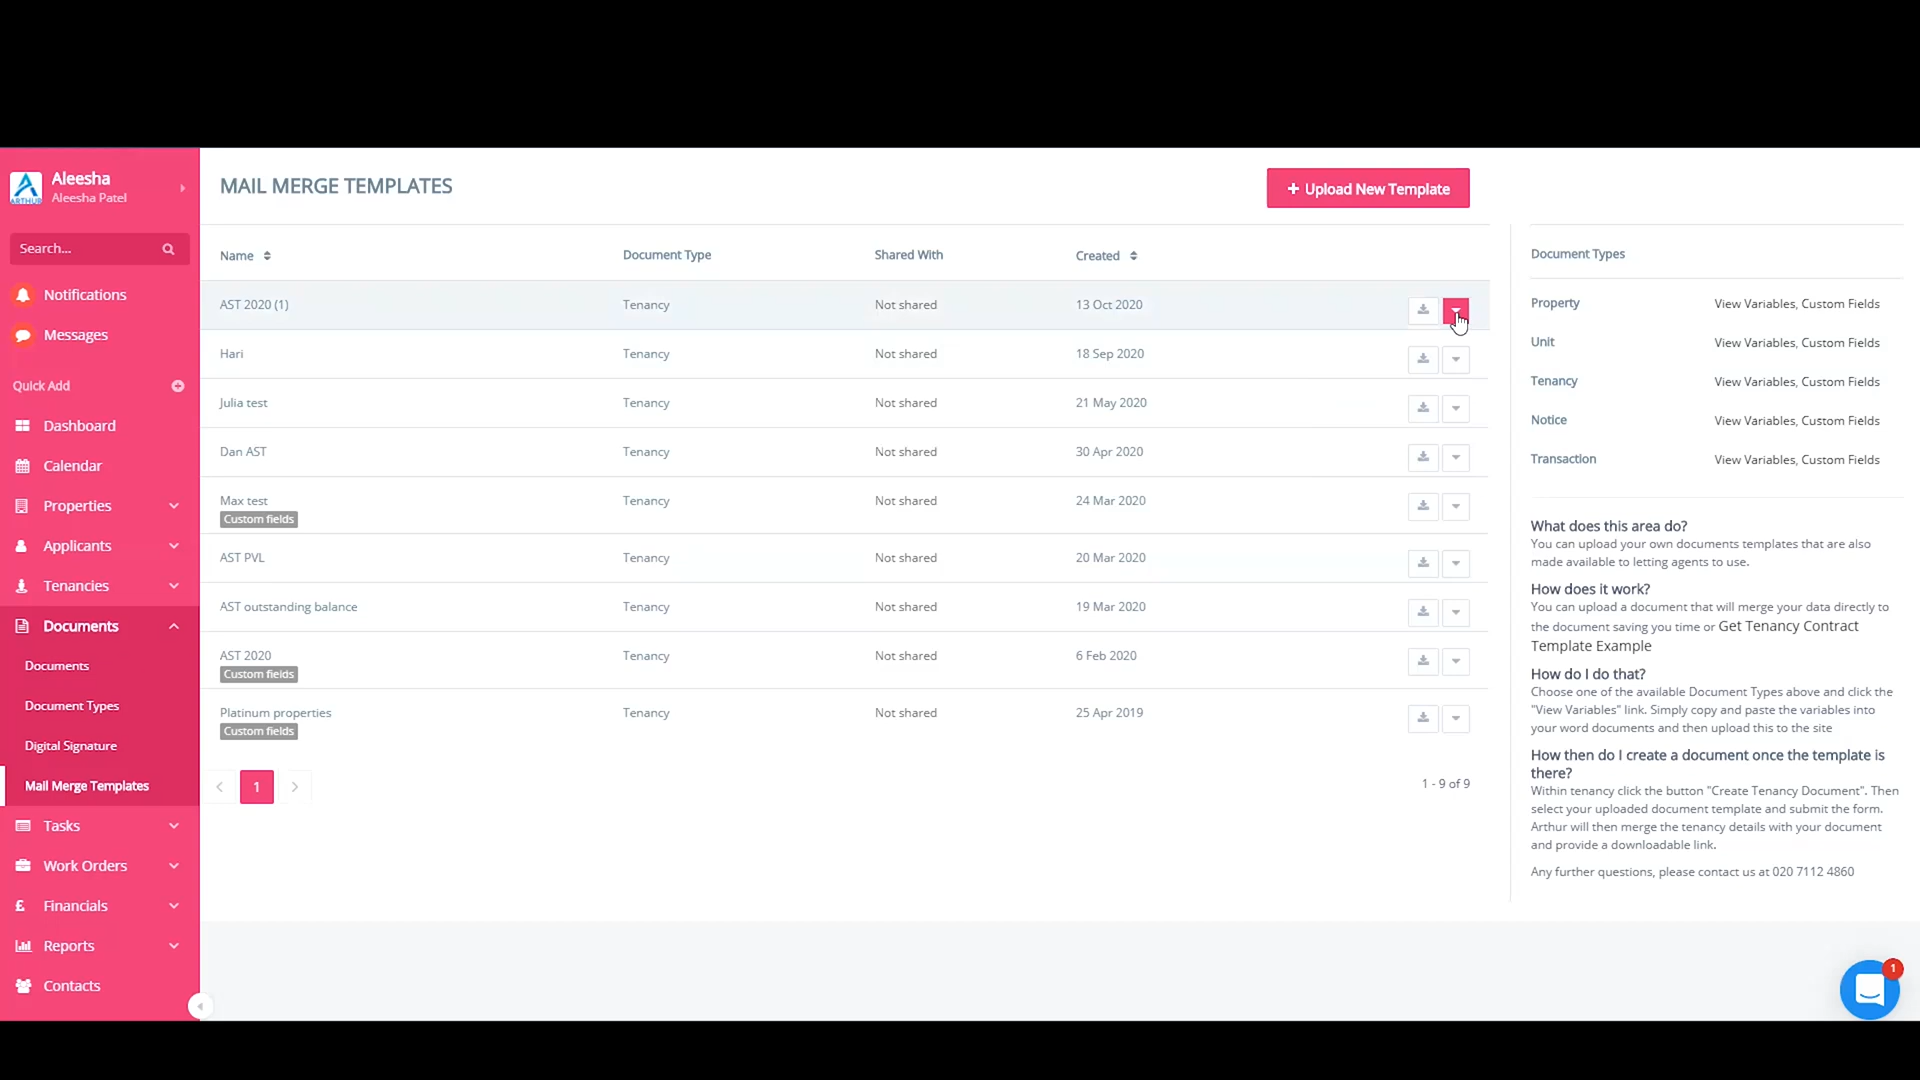 Aleesha
Aleesha Patel
ARTHUR
Search...
Notifications
Messages
Quick Add
Dashboard
Calendar
Properties
Applicants
Tenancies
Documents
Documents
Document Types
Digital Signature
Mail Merge Templates
Tasks
Work Orders
£ Financials
Reports
Contacts
MAIL MERGE TEMPLATES
+ Upload New Template
Name Document Type Shared With Created
AST 2020 (1) Tenancy Not shared 13 Oct 2020
Hari Tenancy Not shared 18 Sep 2020
Julia test Tenancy Not shared 21 May 2020
Dan AST Tenancy Not shared 30 Apr 2020
Max test Tenancy Not shared 24 Mar 2020
Custom fields
AST PVL Tenancy Not shared 20 Mar 2020
AST outstanding balance Tenancy Not shared 19 Mar 2020
AST 2020 Tenancy Not shared 6 Feb 2020
Custom fields
Platinum properties Tenancy Not shared 25 Apr 2019
Custom fields
< 1 > 1 - 9 of 9
Document Types
Property View Variables, Custom Fields
Unit View Variables, Custom Fields
Tenancy View Variables, Custom Fields
Notice View Variables, Custom Fields
Transaction View Variables, Custom Fields
What does this area do?
You can upload your own documents templates that are also
made available to letting agents to use.
How does it work?
You can upload a document that will merge your data directly to
the document saving you time or Get Tenancy Contract
Template Example
How do I do that?
Choose one of the available Document Types above and click the
"View Variables" link. Simply copy and paste the variables into
your word documents and then upload this to the site
How then do I create a document once the template is
there?
Within tenancy click the button "Create Tenancy Document". Then
select your uploaded document template and submit the form.
Arthur will then merge the tenancy details with your document
and provide a downloadable link.
Any further questions, please contact us at 020 7112 4860
1